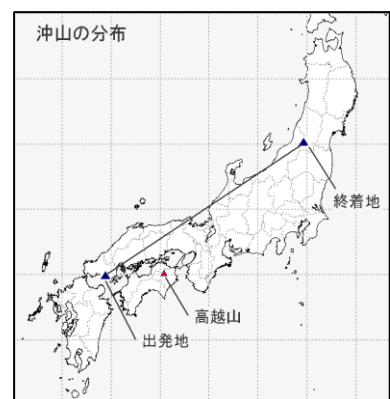 沖山の分布
終着地
高越山
出発地